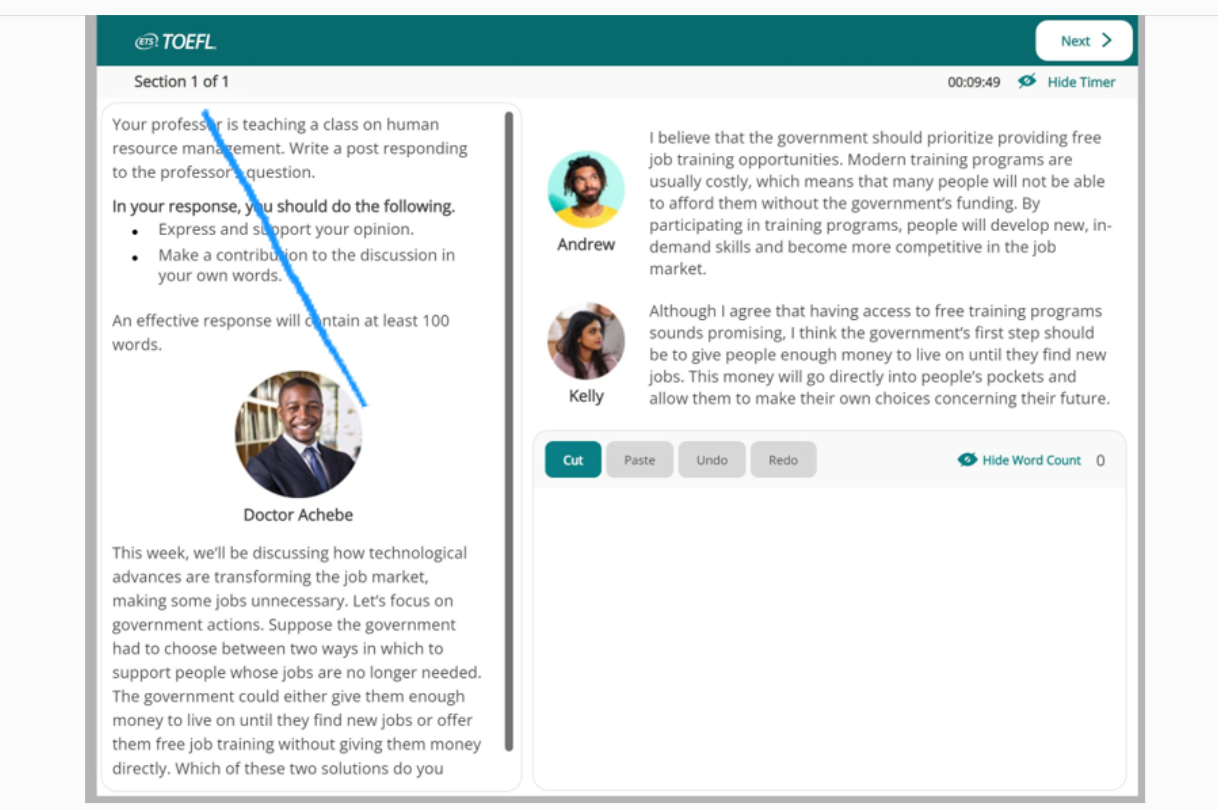 ETS TOEFL
Next
Section 1 of 1
00:09:49 Hide Timer
Your professor is teaching a class on human
resource management. Write a post responding
to the professor's question.
In your response, you should do the following.
• Express and support your opinion.
• Make a contribution to the discussion in
your own words.
An effective response will contain at least 100
words.
Doctor Achebe
This week, we'll be discussing how technological
advances are transforming the job market,
making some jobs unnecessary. Let's focus on
government actions. Suppose the government
had to choose between two ways in which to
support people whose jobs are no longer needed.
The government could either give them enough
money to live on until they find new jobs or offer
them free job training without giving them money
directly. Which of these two solutions do you
I believe that the government should prioritize providing free
job training opportunities. Modern training programs are
usually costly, which means that many people will not be able
to afford them without the government's funding. By
participating in training programs, people will develop new, in-
demand skills and become more competitive in the job
market.
Andrew
Although I agree that having access to free training programs
sounds promising, I think the government's first step should
be to give people enough money to live on until they find new
jobs. This money will go directly into people's pockets and
allow them to make their own choices concerning their future.
Kelly
Cut Paste Undo Redo Hide Word Count 0